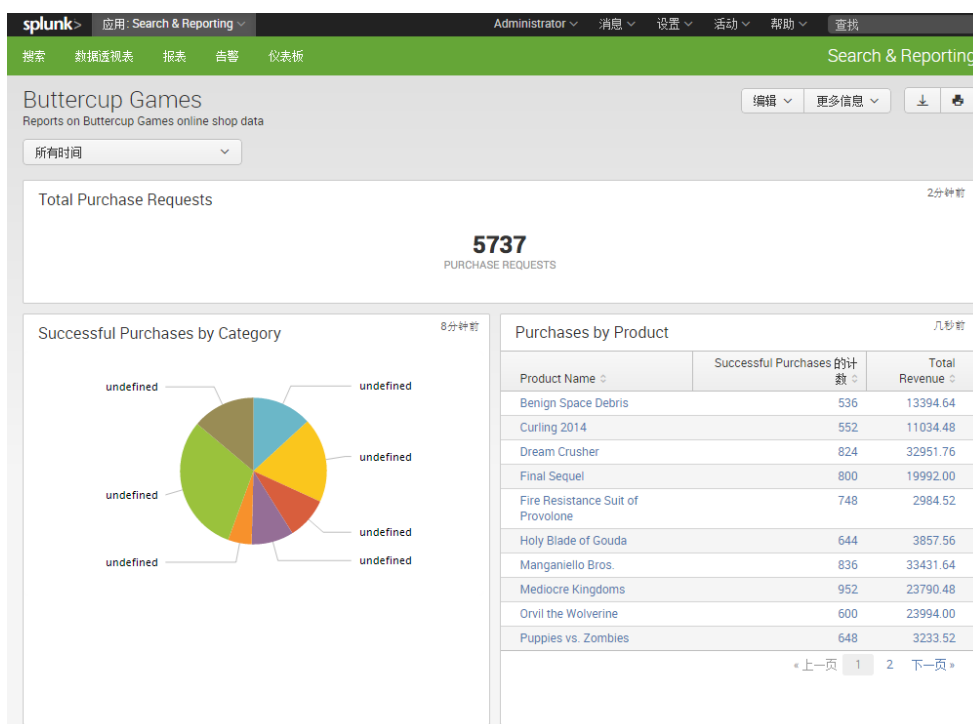 splunk> 应用: Search & Reporting Administrator 消息 设置 活动 帮助 查找
搜索 数据透视表 报表 告警 仪表板 Search & Reporting
Buttercup Games 编辑 更多信息
Reports on Buttercup Games online shop data
所有时间
Total Purchase Requests 2分钟前
5737
PURCHASE REQUESTS
Successful Purchases by Category 8分钟前
undefined undefined
undefined
undefined
undefined
undefined undefined
Purchases by Product 几秒前
Product Name Successful Purchases 的计数 Total Revenue
Benign Space Debris 536 13394.64
Curling 2014 552 11034.48
Dream Crusher 824 32951.76
Final Sequel 800 19992.00
Fire Resistance Suit of 748 2984.52
Provolone
Holy Blade of Gouda 644 3857.56
Manganiello Bros. 836 33431.64
Mediocre Kingdoms 952 23790.48
Orvil the Wolverine 600 23994.00
Puppies vs. Zombies 648 3233.52
« 上一页 1 2 下一页 »